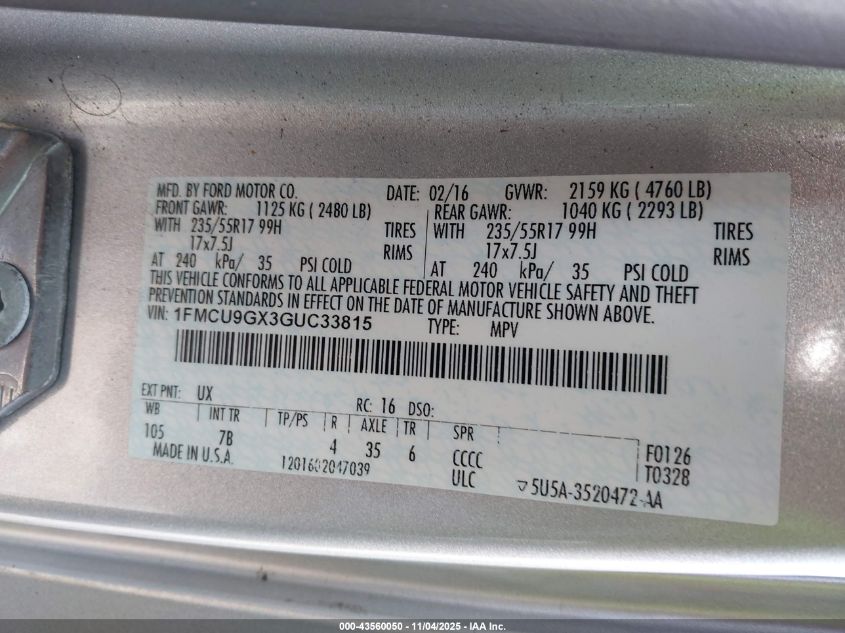 MFD. BY FORD MOTOR CO. DATE: 02/16 GVWR: 2159 KG ( 4760 LB)
FRONT GAWR: 1125 KG ( 2480 LB) REAR GAWR: 1040 KG ( 2293 LB)
WITH 235/55R17 99H TIRES WITH 235/55R17 99H TIRES
17x7.5J RIMS 17x7.5J RIMS
AT 240 kPa/ 35 PSI COLD AT 240 kPa/ 35 PSI COLD
THIS VEHICLE CONFORMS TO ALL APPLICABLE FEDERAL MOTOR VEHICLE SAFETY AND THEFT
PREVENTION STANDARDS IN EFFECT ON THE DATE OF MANUFACTURE SHOWN ABOVE.
VIN: 1FMCU9GX3GUC33815 TYPE: MPV
EXT PNT: UX RC: 16 DSO:
WB INT TR TP/PS R AXLE TR SPR
105 7B 4 35 6 CCCC F0126
MADE IN U.S.A. 1201602047039 ULC T0328
5U5A-3520472-AA
000-43560050 - 11/04/2025 - IAA Inc.